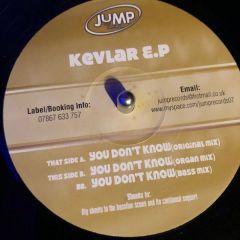 JUMP
Kevlar E.P
Label/Booking Info:
07867 633 757
Email:
jumprecords@hotmail.co.uk
www.myspace.com/jumprecords07
THAT SIDE A. YOU DON'T KNOW (ORIGINAL MIX)
THIS SIDE B. YOU DON'T KNOW (ORGAN MIX)
BB. YOU DON'T KNOW (BASS MIX)
Shouts to:
Big shouts to the bassline scene and its continued support.